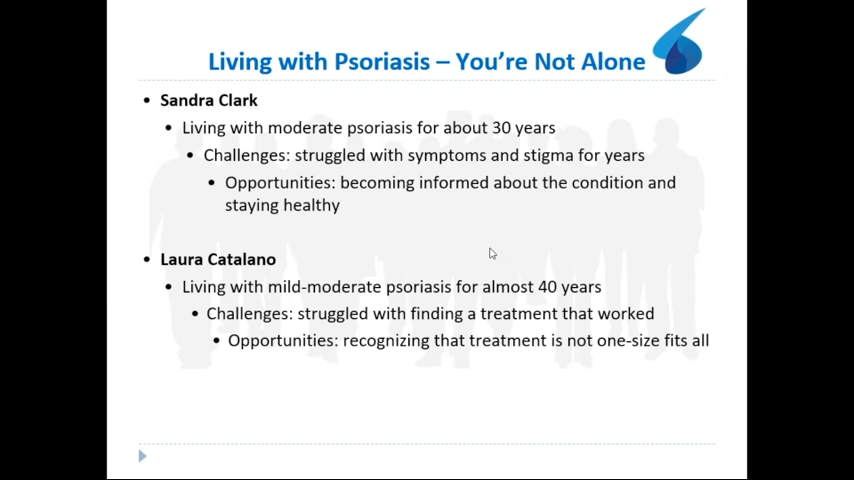 Living with Psoriasis – You're Not Alone
• Sandra Clark
• Living with moderate psoriasis for about 30 years
• Challenges: struggled with symptoms and stigma for years
• Opportunities: becoming informed about the condition and
staying healthy
• Laura Catalano
• Living with mild-moderate psoriasis for almost 40 years
• Challenges: struggled with finding a treatment that worked
• Opportunities: recognizing that treatment is not one-size fits all